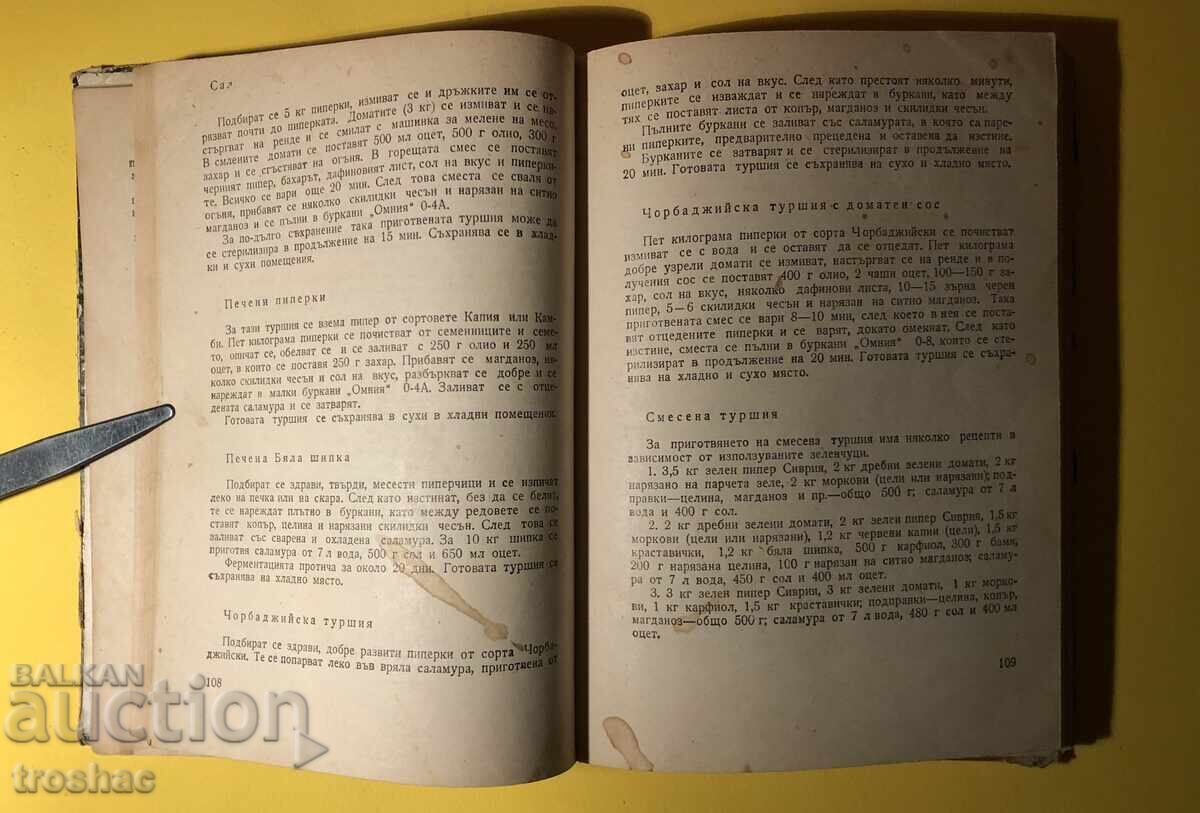 Подбират се 5 кг пиперки, измиват се и дръжките им се от-
рязват почти до пиперката. Доматите (3 кг) се измиват и се на-
стъргват на ренде и се смилат с машинка за мелене на месо.
В смлените домати се поставят 500 мл оцет, 500 г олио, 300 г
захар и се сгъстяват на огъня. В горещата смес се поставят
черният пипер, бахарът, дафиновият лист, сол на вкус и пиперки-
те. Всичко се вари още 20 мин. След това сместа се сваля от
огъня, прибавят се няколко скилидки чесън и нарязан на ситно
магданоз и се пълни в буркани „Омния" 0-4А.
За по-дълго съхранение така приготвената туршия може да
се стерилизира в продължение на 15 мин. Съхранява се в хлад-
ки и сухи помещения.
Печени пиперки
За тази туршия се взема пипер от сортовете Капия или Кам-
би. Пет килограма пиперки се почистват от семенниците и семе-
то, опичат се, обелват се и се заливат с 250 г олио и 250 мл
оцет, в които се поставя 250 г захар. Прибавят се магданоз, ня-
колко скилидки чесън и сол на вкус, разбъркват се добре и се
нареждат в малки буркани „Омния" 0-4А. Заливат се с отце-
дената саламура и се затварят.
Готовата туршия се съхранява в сухи в хладни помещения.
Печена Бяла шипка
Подбират се здрави, твърди, месести пиперчици и се изпичат
леко на печка или на скара. След като изстинат, без да се белят,
те се нареждат плътно в буркани, като между редовете се по-
ставят копър, целина и нарязани скилидки чесън. След това се
заливат със сварена и охладена саламура. За 10 кг шипка се
приготвя саламура от 7 л вода, 500 г сол и 650 мл оцет.
Ферментацията протича за около 20 дни. Готовата туршия се
съхранява на хладно място.
Чорбаджийска туршия
Подбират се здрави, добре развити пиперки от сорта Чорба-
джийски. Те се попарват леко във вряла саламура, приготвена от
108
оцет, захар и сол на вкус. След като престоят няколко минути,
пиперките се изваждат и се нареждат в буркани, като между
тях се поставят листа от копър, магданоз и скилидки чесън.
Пълните буркани се заливат със саламурата, в която са паре-
ни пиперките, предварително прецедена и оставена да изстине.
Бурканите се затварят и се стерилизират в продължение на
20 мин. Готовата туршия се съхранява на сухо и хладно място.
Чорбаджийска туршия с доматен сос
Пет килограма пиперки от сорта Чорбаджийски се почистват
измиват се с вода и се оставят да се отцедят. Пет килограма
добре узрели домати се измиват, настъргват се на ренде и в по-
лучения сос се поставят 400 г олио, 2 чаши оцет, 100—150 г за-
хар, сол на вкус, няколко дафинови листа, 10—15 зърна черен
пипер, 5—6 скилидки чесън и нарязан на ситно магданоз. Така
приготвената смес се вари 8—10 мин, след което в нея се поста-
вят отцедените пиперки и се варят, докато омекнат. След като
изстине, сместа се пълни в буркани „Омния" 0-8, които се сте-
рилизират в продължение на 20 мин. Готовата туршия се съхра-
нява на хладно и сухо място.
Смесена туршия
За приготвянето на смесена туршия има няколко рецепти в
зависимост от използуваните зеленчуци.
1. 3,5 кг зелен пипер Сиврия, 2 кг дребни зелени домати, 2 кг
нарязано на парчета зеле, 2 кг моркови (цели или нарязани); под-
правки—целина, магданоз и пр.—общо 500 г; саламура от 7 л
вода и 400 г сол.
2. 2 кг дребни зелени домати, 2 кг зелен пипер Сиврия, 1,5 кг
моркови (цели или нарязани), 1,2 кг червени капии (цели), 1,5 кг
краставички, 1,2 кг бяла шипка, 500 г карфиол, 300 г бамя,
200 г нарязана целина, 100 г нарязан на ситно магданоз; саламу-
ра от 7 л вода, 450 г сол и 400 мл оцет.
3. 3 кг зелен пипер Сиврия, 3 кг зелени домати, 1 кг морко-
ви, 1 кг карфиол, 1,5 кг краставички; подправки—целина, копър,
магданоз—общо 500 г; саламура от 7 л вода, 480 г сол и 400 мл
оцет.
109
BALKAN
auction
troshac